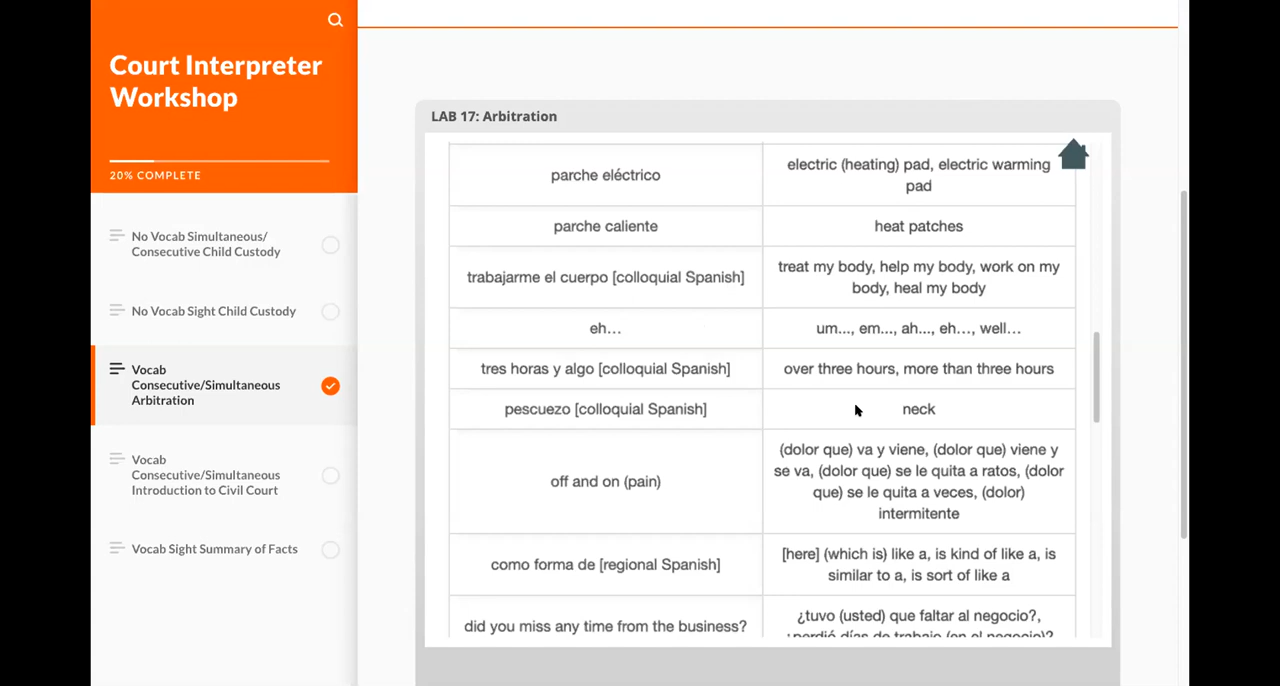 Court Interpreter
Workshop
20% COMPLETE
No Vocab Simultaneous/
Consecutive Child Custody
No Vocab Sight Child Custody
Vocab
Consecutive/Simultaneous
Arbitration
Vocab
Consecutive/Simultaneous
Introduction to Civil Court
Vocab Sight Summary of Facts
LAB 17: Arbitration
parche eléctrico
electric (heating) pad, electric warming
pad
parche caliente
heat patches
trabajarme el cuerpo [colloquial Spanish]
treat my body, help my body, work on my
body, heal my body
eh...
um..., em..., ah..., eh..., well...
tres horas y algo [colloquial Spanish]
over three hours, more than three hours
pescuezo [colloquial Spanish]
neck
off and on (pain)
(dolor que) va y viene, (dolor que) viene y
se va, (dolor que) se le quita a ratos, (dolor
que) se le quita a veces, (dolor)
intermitente
como forma de [regional Spanish]
[here] (which is) like a, is kind of like a, is
similar to a, is sort of like a
did you miss any time from the business?
¿tuvo (usted) que faltar al negocio?,
¿perdió días de trabajo (en el negocio)?